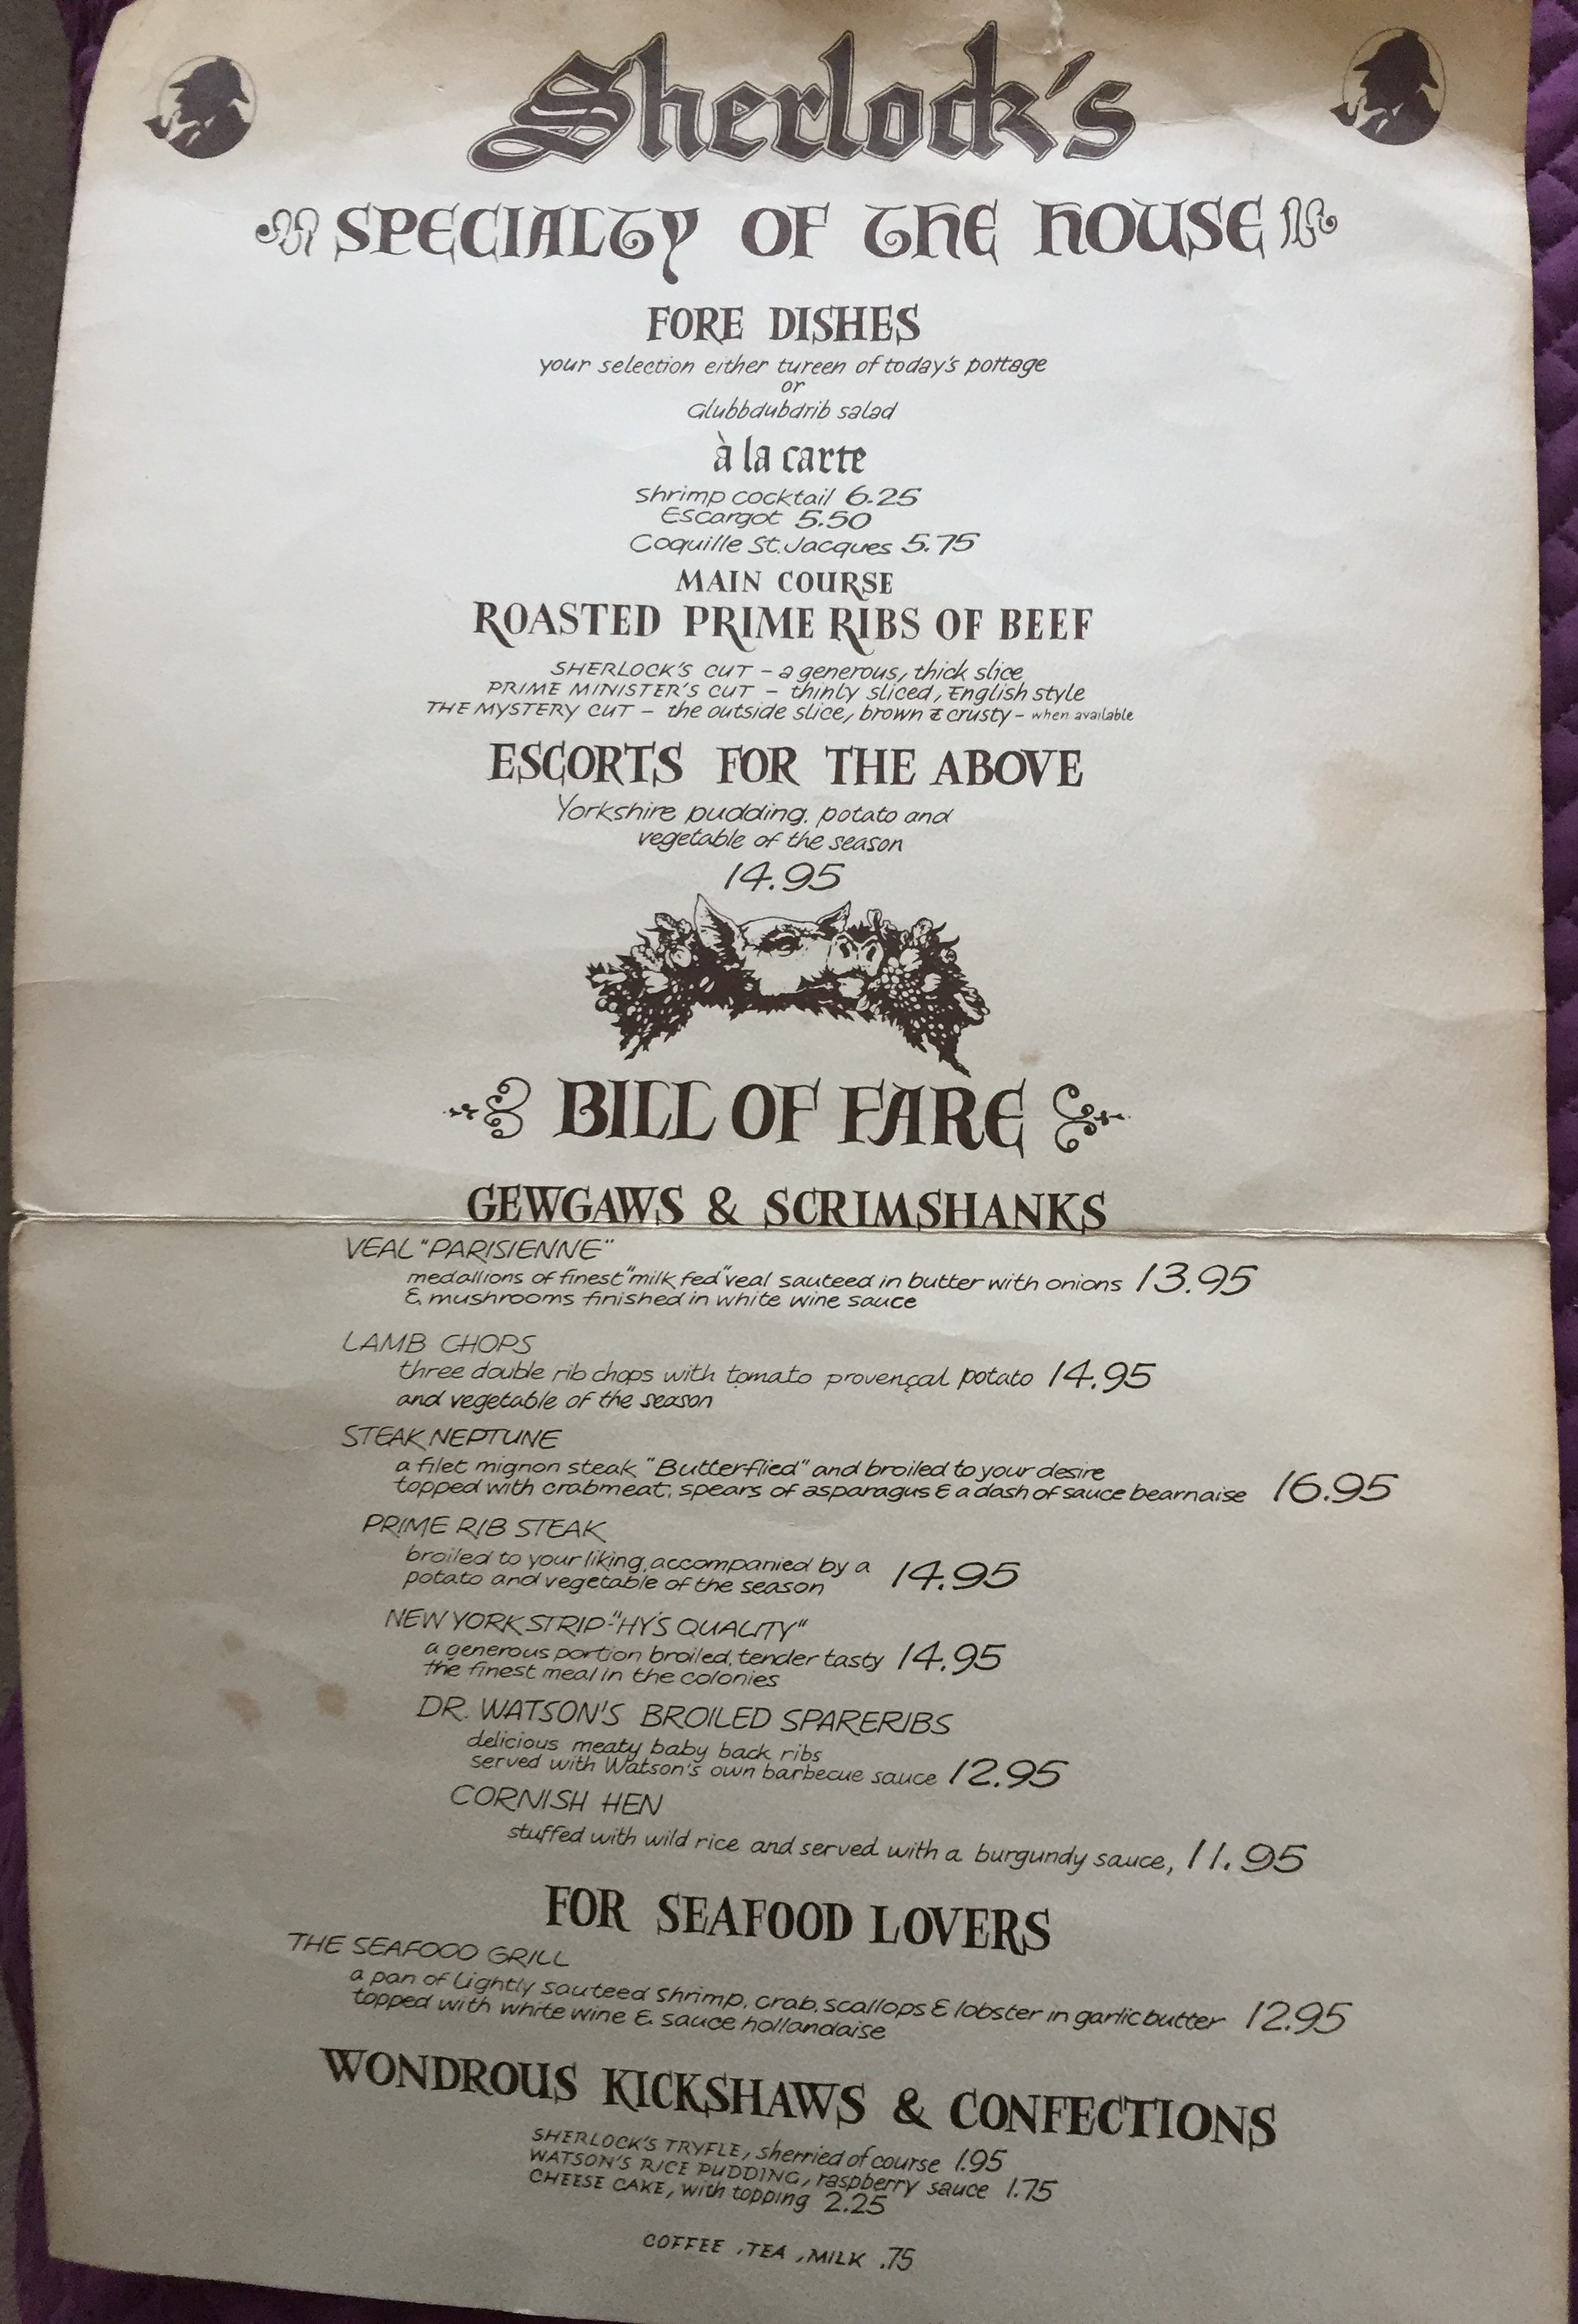 Sherlock's
SPECIALTY OF THE HOUSE
FORE DISHES
your selection either tureen of today's pottage
or
Glubbdubdrib salad
à la carte
Shrimp cocktail 6.25
Escargot 5.50
Coquille St. Jacques 5.75
MAIN COURSE
ROASTED PRIME RIBS OF BEEF
SHERLOCK'S CUT – a generous, thick slice
PRIME MINISTER'S CUT – thinly sliced, English style
THE MYSTERY CUT – the outside slice, brown & crusty – when available
ESCORTS FOR THE ABOVE
Yorkshire pudding, potato and
vegetable of the season
14.95
BILL OF FARE
GEWGAWS & SCRIMSHANKS
VEAL "PARISIENNE"
medallions of finest "milk fed" veal sauteed in butter with onions 13.95
& mushrooms finished in white wine sauce
LAMB CHOPS
three double rib chops with tomato provençal potato 14.95
and vegetable of the season
STEAK NEPTUNE
a filet mignon steak "Butterflied" and broiled to your desire
topped with crabmeat, spears of asparagus & a dash of sauce bearnaise 16.95
PRIME RIB STEAK
broiled to your liking, accompanied by a 14.95
potato and vegetable of the season
NEW YORK STRIP - "HY'S QUALITY"
a generous portion broiled, tender tasty 14.95
the finest meal in the colonies
DR. WATSON'S BROILED SPARERIBS
delicious meaty baby back ribs
served with Watson's own barbecue sauce 12.95
CORNISH HEN
stuffed with wild rice and served with a burgundy sauce, 11.95
FOR SEAFOOD LOVERS
THE SEAFOOD GRILL
a pan of lightly sauteed shrimp, crab, scallops & lobster in garlic butter 12.95
topped with white wine & sauce hollandaise
WONDROUS KICKSHAWS & CONFECTIONS
SHERLOCK'S TRYFLE, sherried of course 1.95
WATSON'S RICE PUDDING, raspberry sauce 1.75
CHEESE CAKE, with topping 2.25
COFFEE, TEA, MILK .75